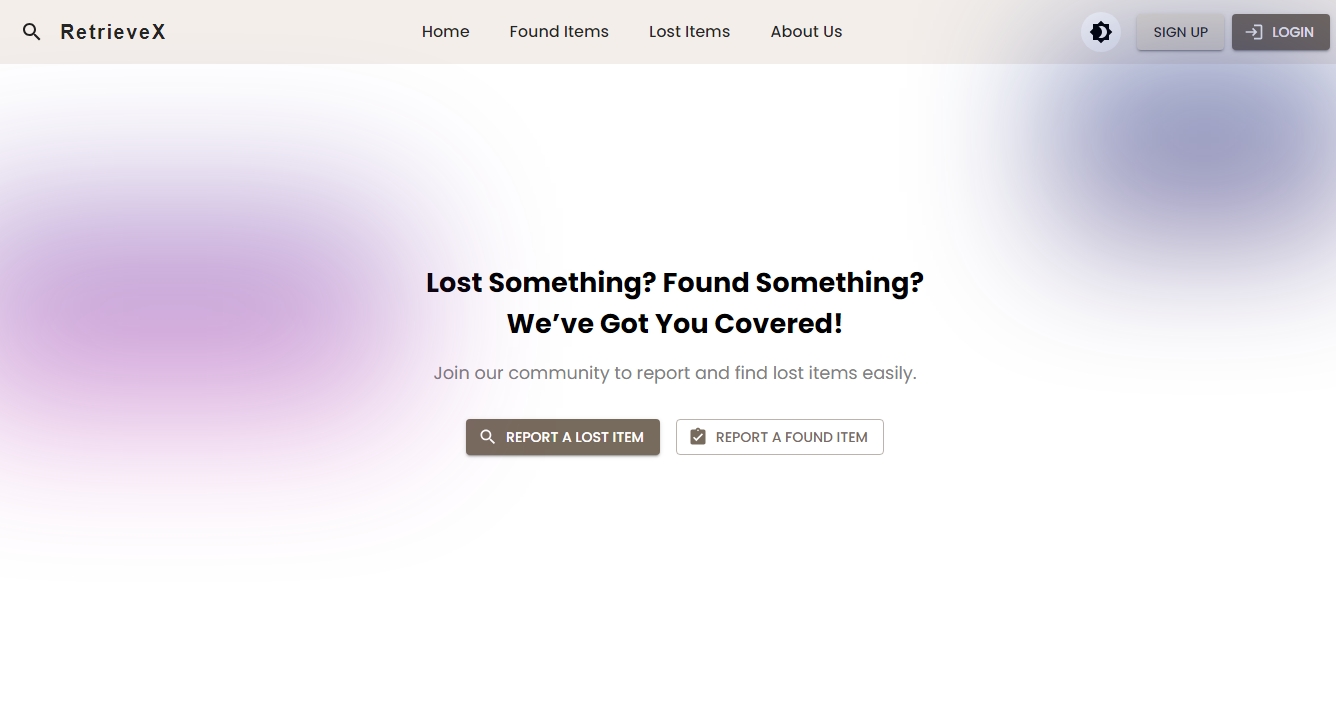 RetrieveX
Home
Found Items
Lost Items
About Us
SIGN UP
LOGIN
Lost Something? Found Something?
We’ve Got You Covered!
Join our community to report and find lost items easily.
REPORT A LOST ITEM
REPORT A FOUND ITEM